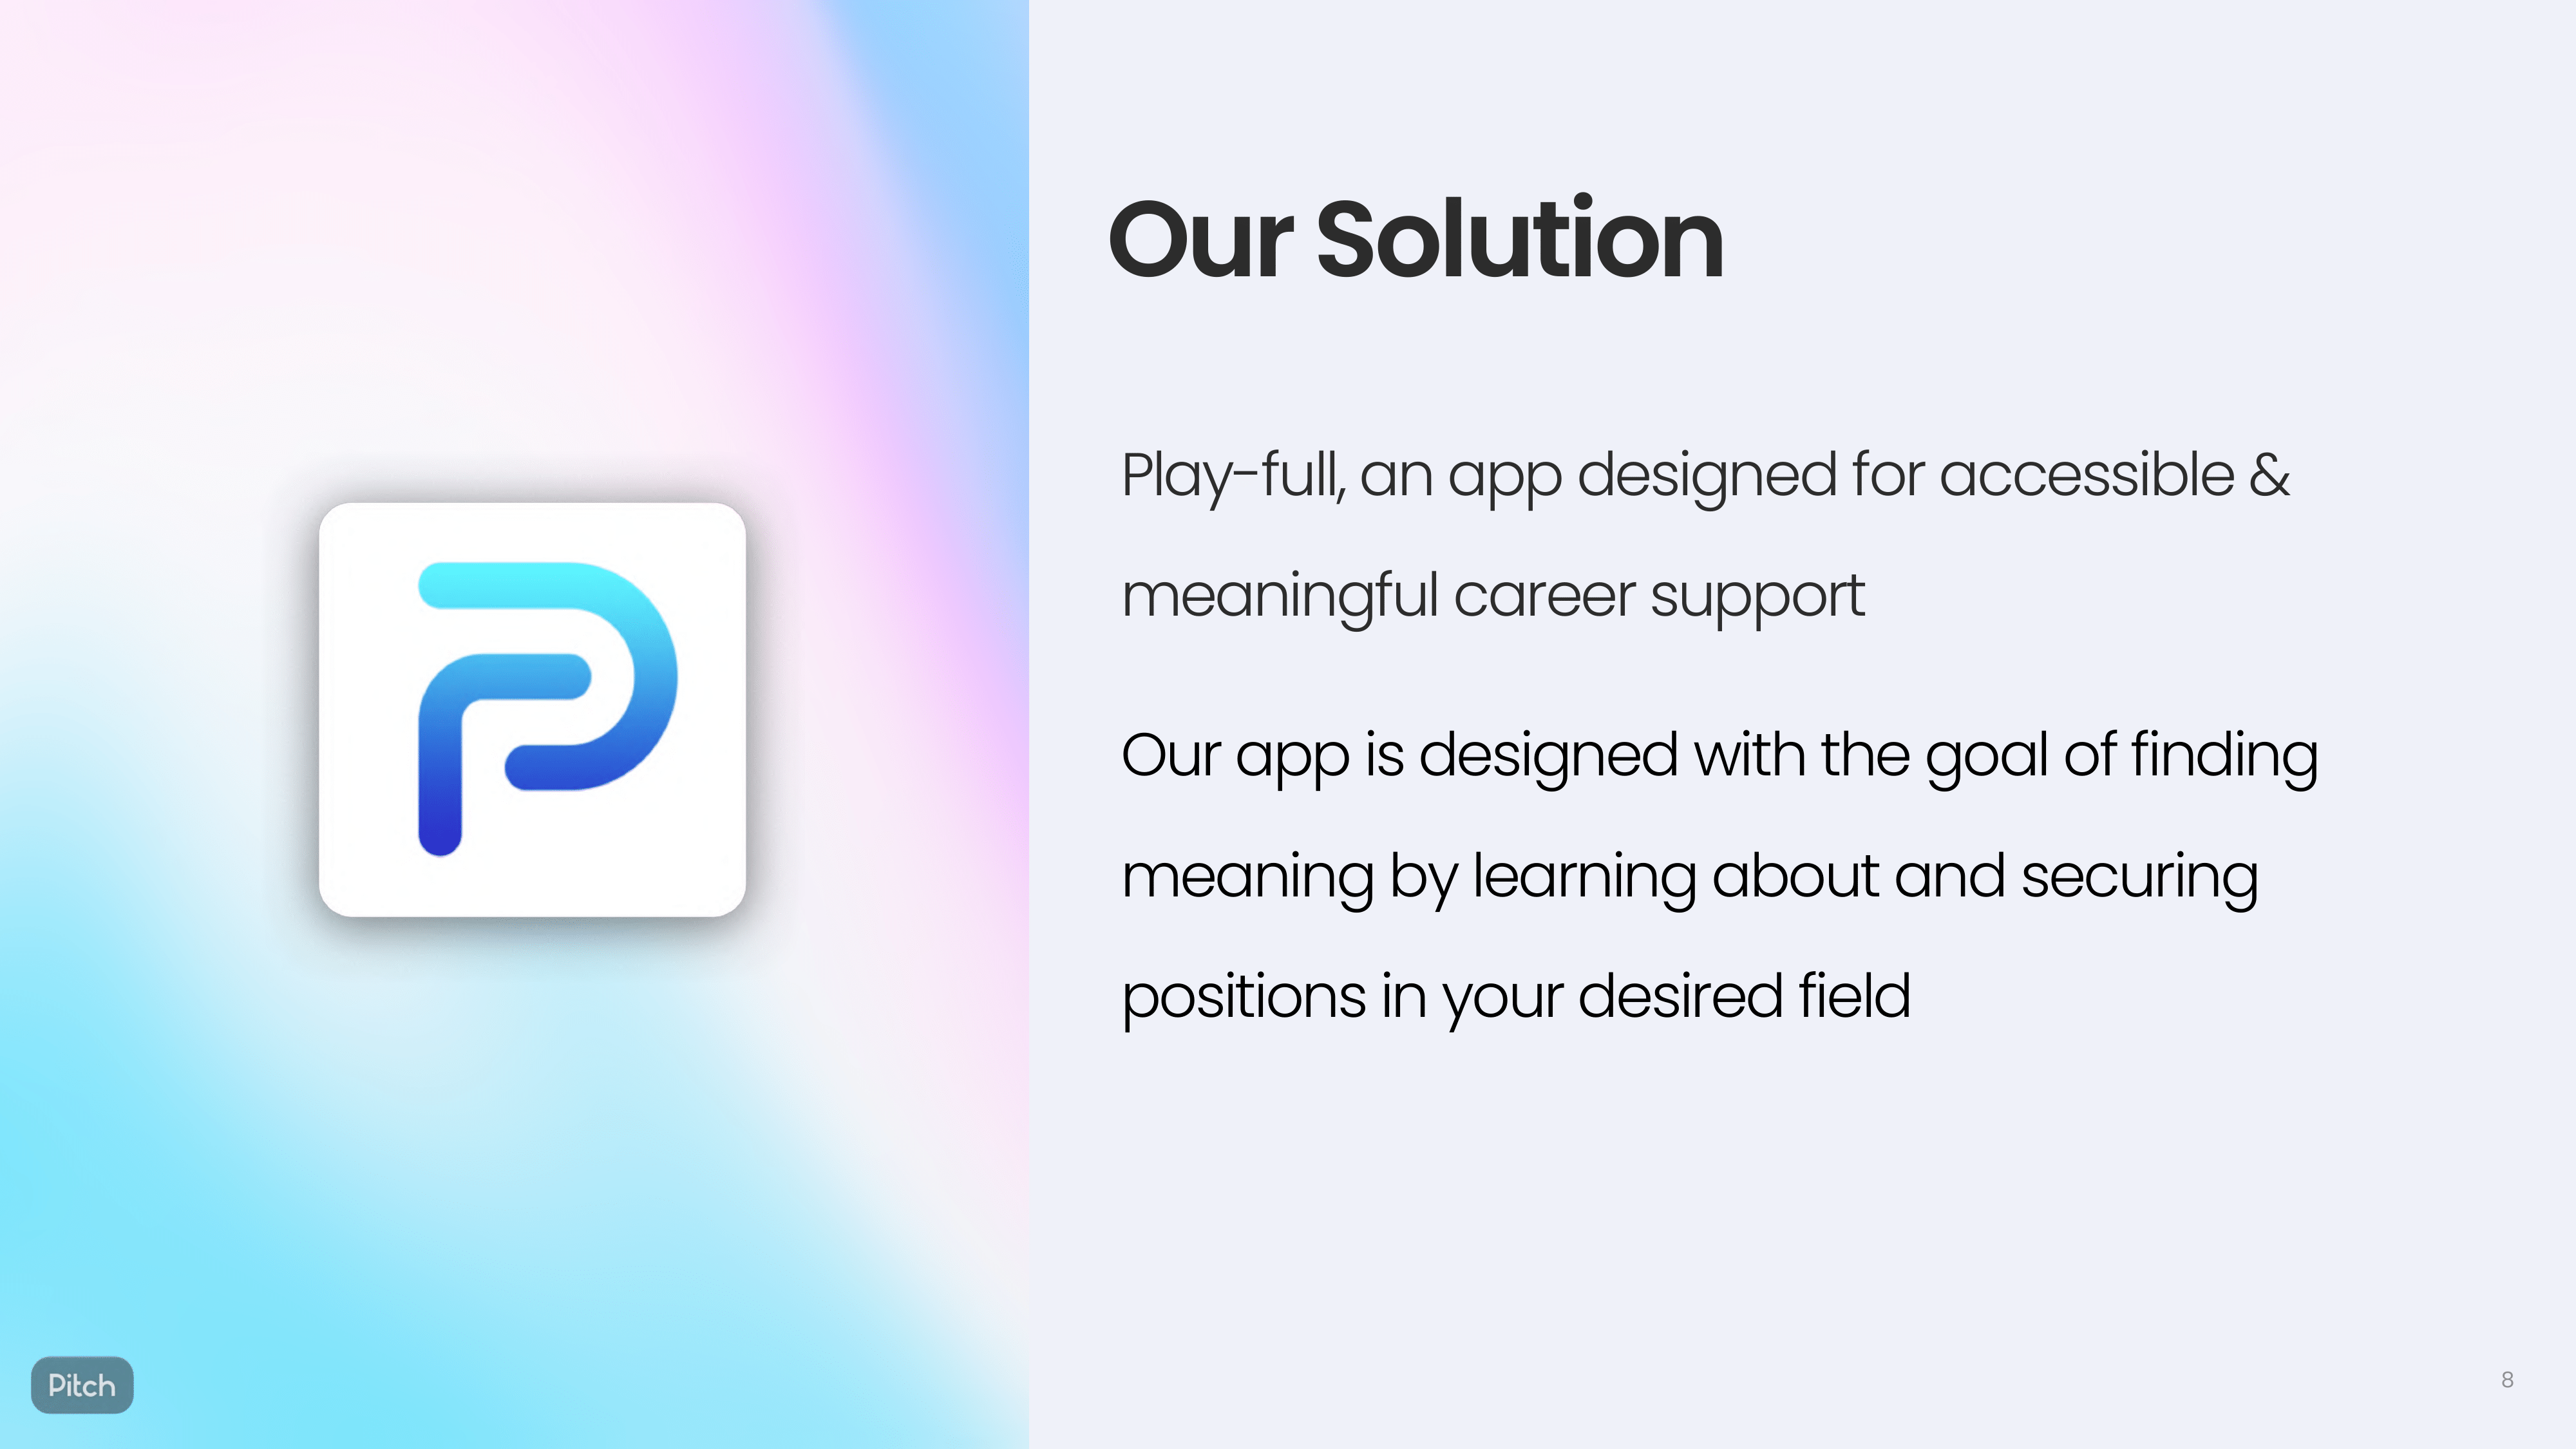 Our Solution
Play-full, an app designed for accessible &
meaningful career support
Our app is designed with the goal of finding
meaning by learning about and securing
positions in your desired field
Pitch
8